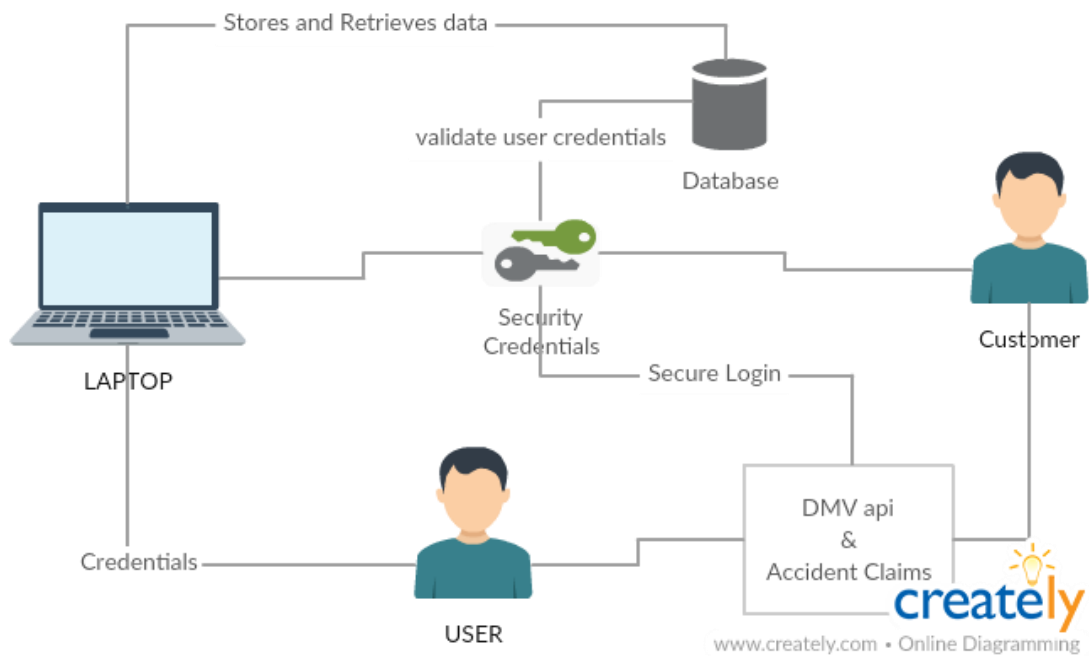 Stores and Retrieves data
validate user credentials
Database
Security
Credentials
Customer
LAPTOP
Secure Login
DMV api
&
Accident Claims
Credentials
USER
creately
www.creately.com • Online Diagramming